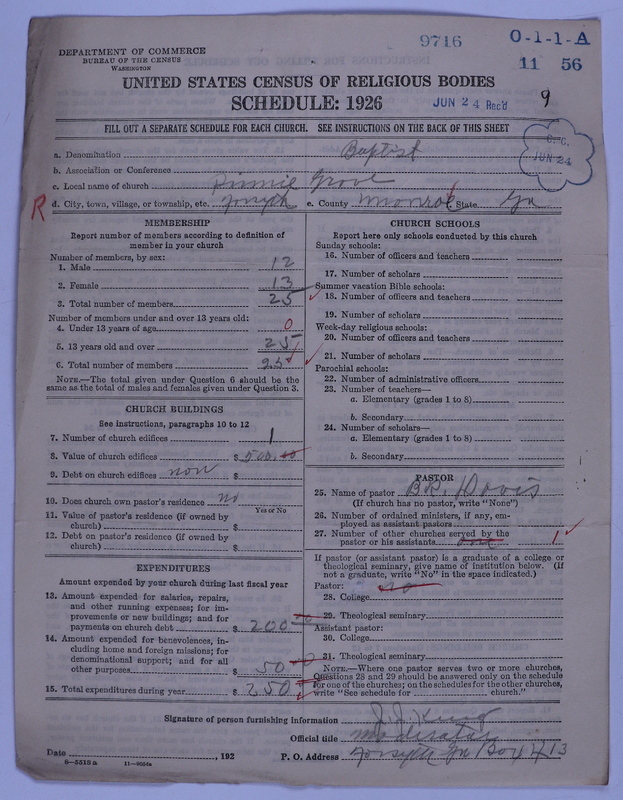 DEPARTMENT OF COMMERCE
BUREAU OF THE CENSUS
WASHINGTON
9716
O-1-1-A
11 56
UNITED STATES CENSUS OF RELIGIOUS BODIES
SCHEDULE: 1926
JUN 24 Rec'd
9
FILL OUT A SEPARATE SCHEDULE FOR EACH CHURCH. SEE INSTRUCTIONS ON THE BACK OF THIS SHEET
JUN 24
a. Denomination Baptist
b. Association or Conference
c. Local name of church Pinnie Grove
R d. City, town, village, or township, etc. Forsyth e. County Monroe f. State Ga
MEMBERSHIP
Report number of members according to definition of
member in your church
Number of members, by sex:
1. Male 12
2. Female 13
3. Total number of members 25
Number of members under and over 13 years old:
4. Under 13 years of age 0
5. 13 years old and over 25
6. Total number of members 25
NOTE.—The total given under Question 6 should be the
same as the total of males and females given under Question 3.
CHURCH BUILDINGS
See instructions, paragraphs 10 to 12
7. Number of church edifices 1
8. Value of church edifices $ 500.00
9. Debt on church edifices non $
10. Does church own pastor's residence no
Yes or No
11. Value of pastor's residence (if owned by
church) $
12. Debt on pastor's residence (if owned by
church) $
EXPENDITURES
Amount expended by your church during last fiscal year
13. Amount expended for salaries, repairs,
and other running expenses; for im-
provements or new buildings; and for
payments on church debt $ 200
14. Amount expended for benevolences, in-
cluding home and foreign missions; for
denominational support; and for all
other purposes $ 50
15. Total expenditures during year $ 250
CHURCH SCHOOLS
Report here only schools conducted by this church
Sunday schools:
16. Number of officers and teachers
17. Number of scholars
Summer vacation Bible schools:
18. Number of officers and teachers
19. Number of scholars
Week-day religious schools:
20. Number of officers and teachers
21. Number of scholars
Parochial schools:
22. Number of administrative officers
23. Number of teachers—
a. Elementary (grades 1 to 8)
b. Secondary
24. Number of scholars—
a. Elementary (grades 1 to 8)
b. Secondary
PASTOR
25. Name of pastor B.R. Davis
(If church has no pastor, write "None")
26. Number of ordained ministers, if any, em-
ployed as assistant pastors
27. Number of other churches served by the
pastor or his assistants one 1
If pastor (or assistant pastor) is a graduate of a college or
theological seminary, give name of institution below. (If
not a graduate, write "No" in the space indicated.)
Pastor: no
28. College
29. Theological seminary
Assistant pastor:
30. College
31. Theological seminary
NOTE.—Where one pastor serves two or more churches,
Questions 28 and 29 should be answered only on the schedule
for one of the churches; on the schedules for the other churches,
write "See schedule for church."
Signature of person furnishing information J.J. King
Official title Moderator
Date , 192 P. O. Address Forsyth Ga Box 413
8—5515a 11—9084a